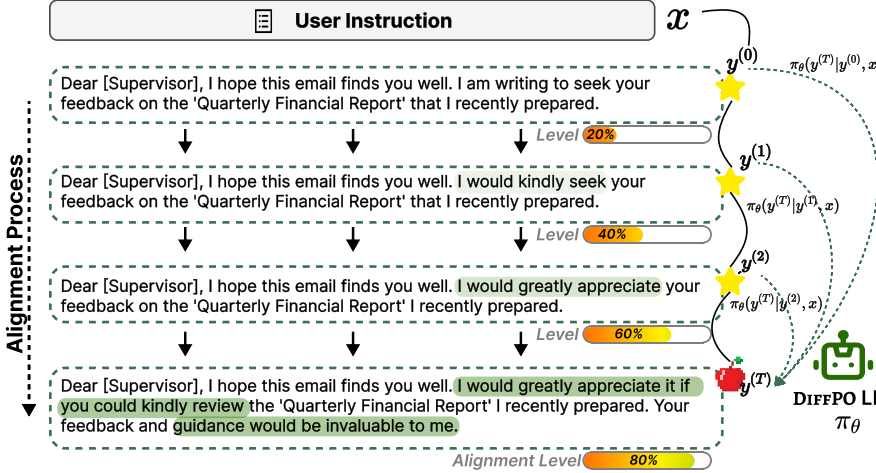 User Instruction
x
y^(0)
π_θ(y^(T)|y^(0), x
Dear [Supervisor], I hope this email finds you well. I am writing to seek your
feedback on the 'Quarterly Financial Report' that I recently prepared.
Level 20%
y^(1)
π_θ(y^(T)|y^(1), x)
Dear [Supervisor], I hope this email finds you well. I would kindly seek your
feedback on the 'Quarterly Financial Report' that I recently prepared.
Level 40%
y^(2)
π_θ(y^(T)|y^(2), x)
Dear [Supervisor], I hope this email finds you well. I would greatly appreciate your
feedback on the 'Quarterly Financial Report' I recently prepared.
Level 60%
y^(T)
Dear [Supervisor], I hope this email finds you well. I would greatly appreciate it if
you could kindly review the 'Quarterly Financial Report' I recently prepared. Your
feedback and guidance would be invaluable to me.
Alignment Level 80%
Alignment Process
DIFFPO
π_θ